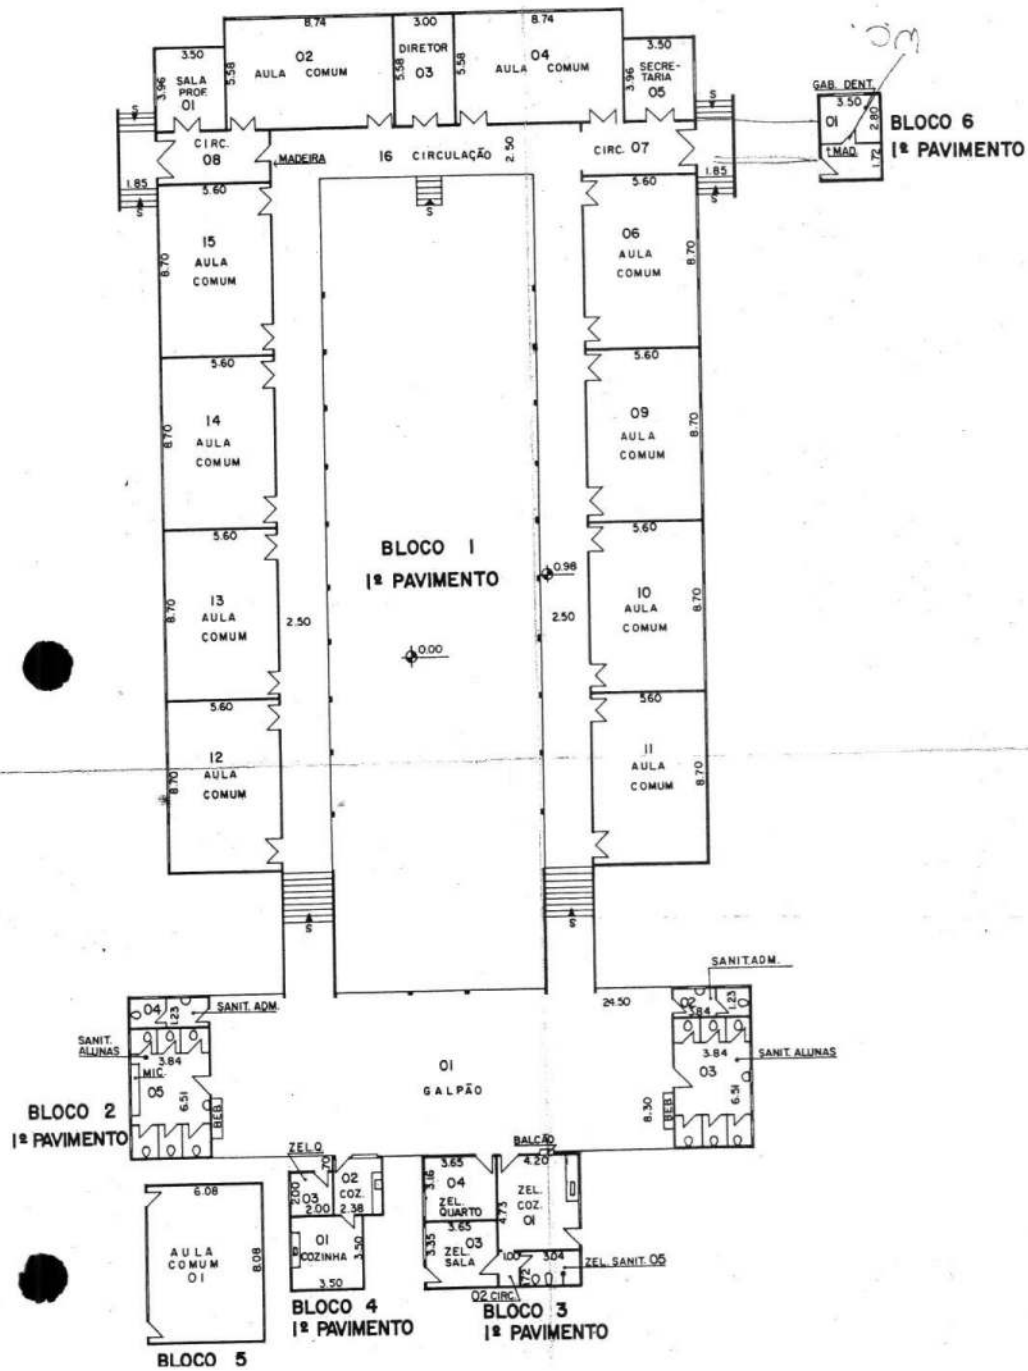 8.74
3.00
8.74
3.50
02
AULA COMUM
DIRETOR
03
04
AULA COMUM
3.50
3.96
SALA
PROF.
01
5.58
5.58
5.58
3.96
SECRE-
TARIA
05
GAB. DENT.
3.50
01
2.80
MAD.
1.72
BLOCO 6
1º PAVIMENTO
S
S
CIRC.
08
MADEIRA
16 CIRCULAÇÃO
2.50
CIRC. 07
1.85
S
5.60
S
5.60
1.85
S
15
AULA
COMUM
8.70
06
AULA
COMUM
8.70
5.60
5.60
14
AULA
COMUM
8.70
09
AULA
COMUM
8.70
5.60
5.60
BLOCO 1
1º PAVIMENTO
0.98
13
AULA
COMUM
8.70
2.50
0.00
2.50
10
AULA
COMUM
8.70
5.60
5.60
12
AULA
COMUM
8.70
11
AULA
COMUM
8.70
S
S
SANIT.ADM.
04
1.23
SANIT. ADM.
24.50
02
3.84
1.23
SANIT.
ALUNAS
3.84
MIC.
05
6.51
BEB.
01
GALPÃO
3.84
03
SANIT. ALUNAS
6.51
8.30
BEB.
BLOCO 2
1º PAVIMENTO
BALCÃO
ZELO.
.70
3.65
4.20
6.08
2.00
03
2.00
02
COZ.
2.38
3.16
04
ZEL.
QUARTO
4.73
ZEL.
COZ.
01
AULA
COMUM
01
8.08
01
COZINHA
3.50
3.50
3.65
3.35
03
ZEL.
SALA
1.00
3.04
1.72
ZEL. SANIT. 05
02 CIRC.
BLOCO 4
1º PAVIMENTO
BLOCO 3
1º PAVIMENTO
BLOCO 5